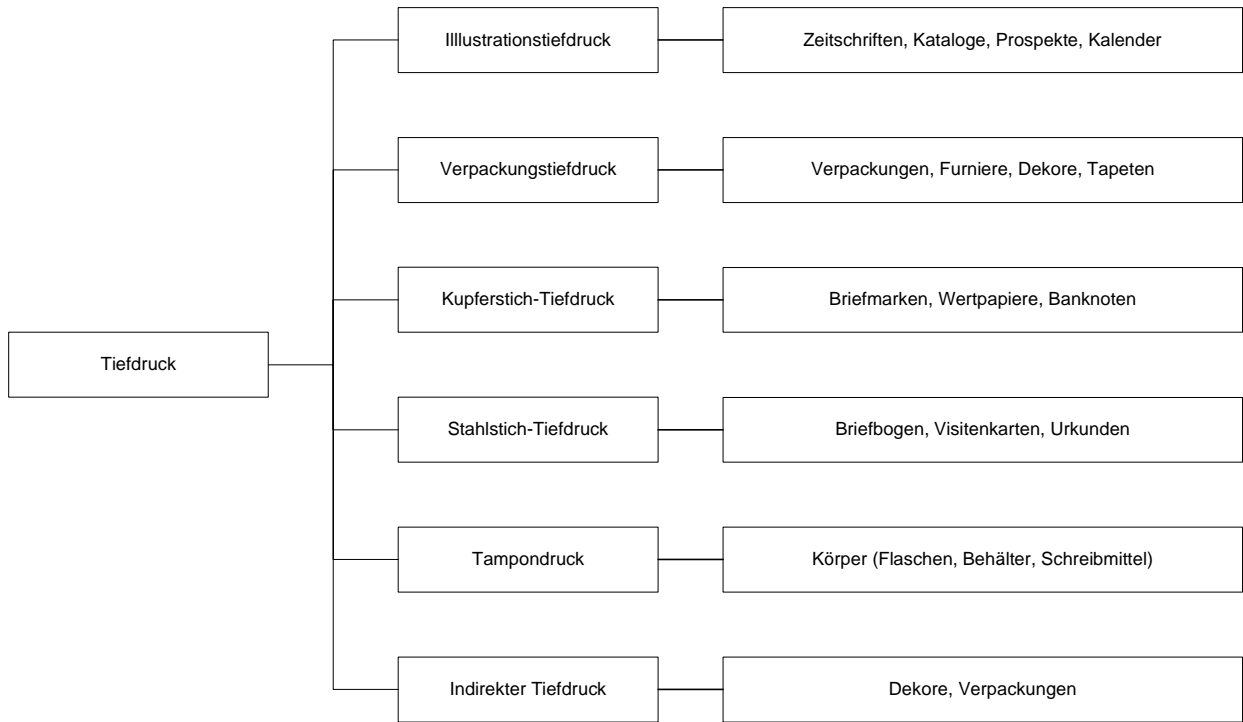 Illlustrationstiefdruck
Zeitschriften, Kataloge, Prospekte, Kalender
Verpackungstiefdruck
Verpackungen, Furniere, Dekore, Tapeten
Kupferstich-Tiefdruck
Briefmarken, Wertpapiere, Banknoten
Tiefdruck
Stahlstich-Tiefdruck
Briefbogen, Visitenkarten, Urkunden
Tampondruck
Körper (Flaschen, Behälter, Schreibmittel)
Indirekter Tiefdruck
Dekore, Verpackungen